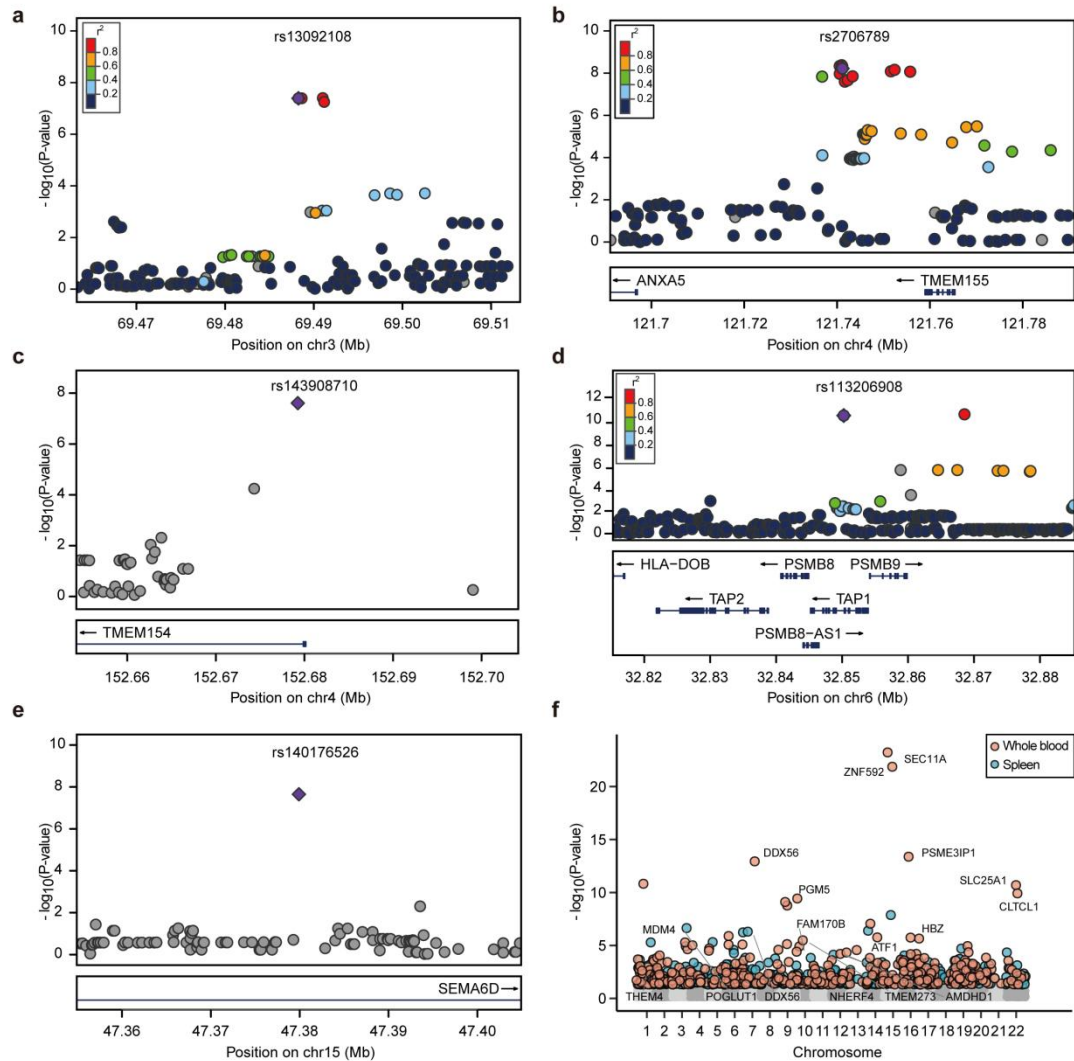 a
rs13092108
r²
0.8
0.6
0.4
0.2
10
8
6
4
2
0
- log10(P-value)
69.47 69.48 69.49 69.50 69.51
Position on chr3 (Mb)
b
rs2706789
r²
0.8
0.6
0.4
0.2
10
8
6
4
2
0
- log10(P-value)
← ANXA5
← TMEM155
121.7 121.72 121.74 121.76 121.78
Position on chr4 (Mb)
c
rs143908710
8
6
4
2
0
- log10(P-value)
← TMEM154
152.66 152.67 152.68 152.69 152.70
Position on chr4 (Mb)
d
rs113206908
r²
0.8
0.6
0.4
0.2
12
10
8
6
4
2
0
- log10(P-value)
← HLA-DOB
← PSMB8
PSMB9 →
← TAP2
← TAP1
PSMB8-AS1 →
32.82 32.83 32.84 32.85 32.86 32.87 32.88
Position on chr6 (Mb)
e
rs140176526
10
8
6
4
2
0
- log10(P-value)
SEMA6D →
47.36 47.37 47.38 47.39 47.40
Position on chr15 (Mb)
f
Whole blood
Spleen
20
15
10
5
0
- log10(P-value)
SEC11A
ZNF592
DDX56
PSME3IP1
PGM5
SLC25A1
CLTCL1
MDM4
FAM170B
HBZ
ATF1
THEM4
POGLUT1
DDX56
NHERF4
TMEM273
AMDHD1
1 2 3 4 5 6 7 8 9 10 11 12 13 14 15 16 17 18 19 20 21 22
Chromosome